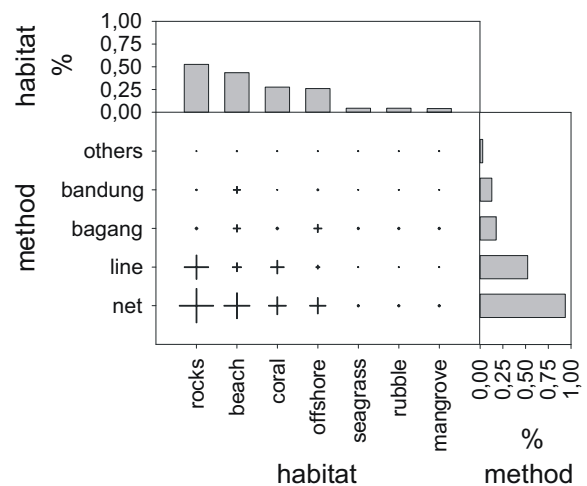 habitat
%
1,00
0,75
0,50
0,25
0,00
method
others
bandung
bagang
line
net
rocks
beach
coral
offshore
seagrass
rubble
mangrove
habitat
0,00
0,25
0,50
0,75
1,00
%
method